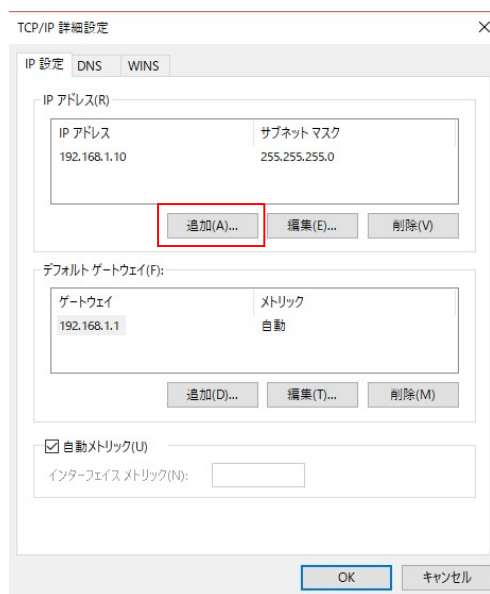 TCP/IP 詳細設定
IP 設定 DNS WINS
IP アドレス(R)
IP アドレス サブネット マスク
192.168.1.10 255.255.255.0
追加(A)... 編集(E)... 削除(V)
デフォルト ゲートウェイ(F):
ゲートウェイ メトリック
192.168.1.1 自動
追加(D)... 編集(T)... 削除(M)
自動メトリック(U)
インターフェイス メトリック(N):
OK キャンセル